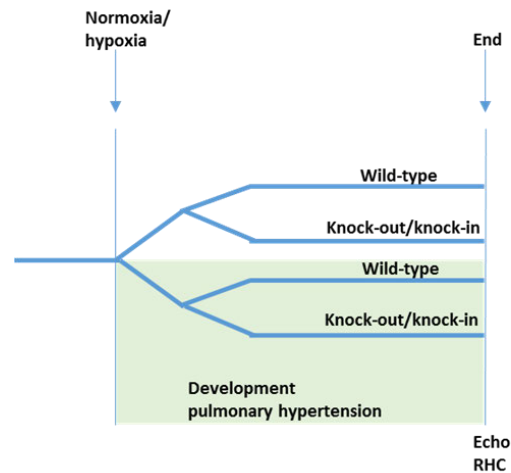 Normoxia/
hypoxia
End
Wild-type
Knock-out/knock-in
Wild-type
Knock-out/knock-in
Development
pulmonary hypertension
Echo
RHC